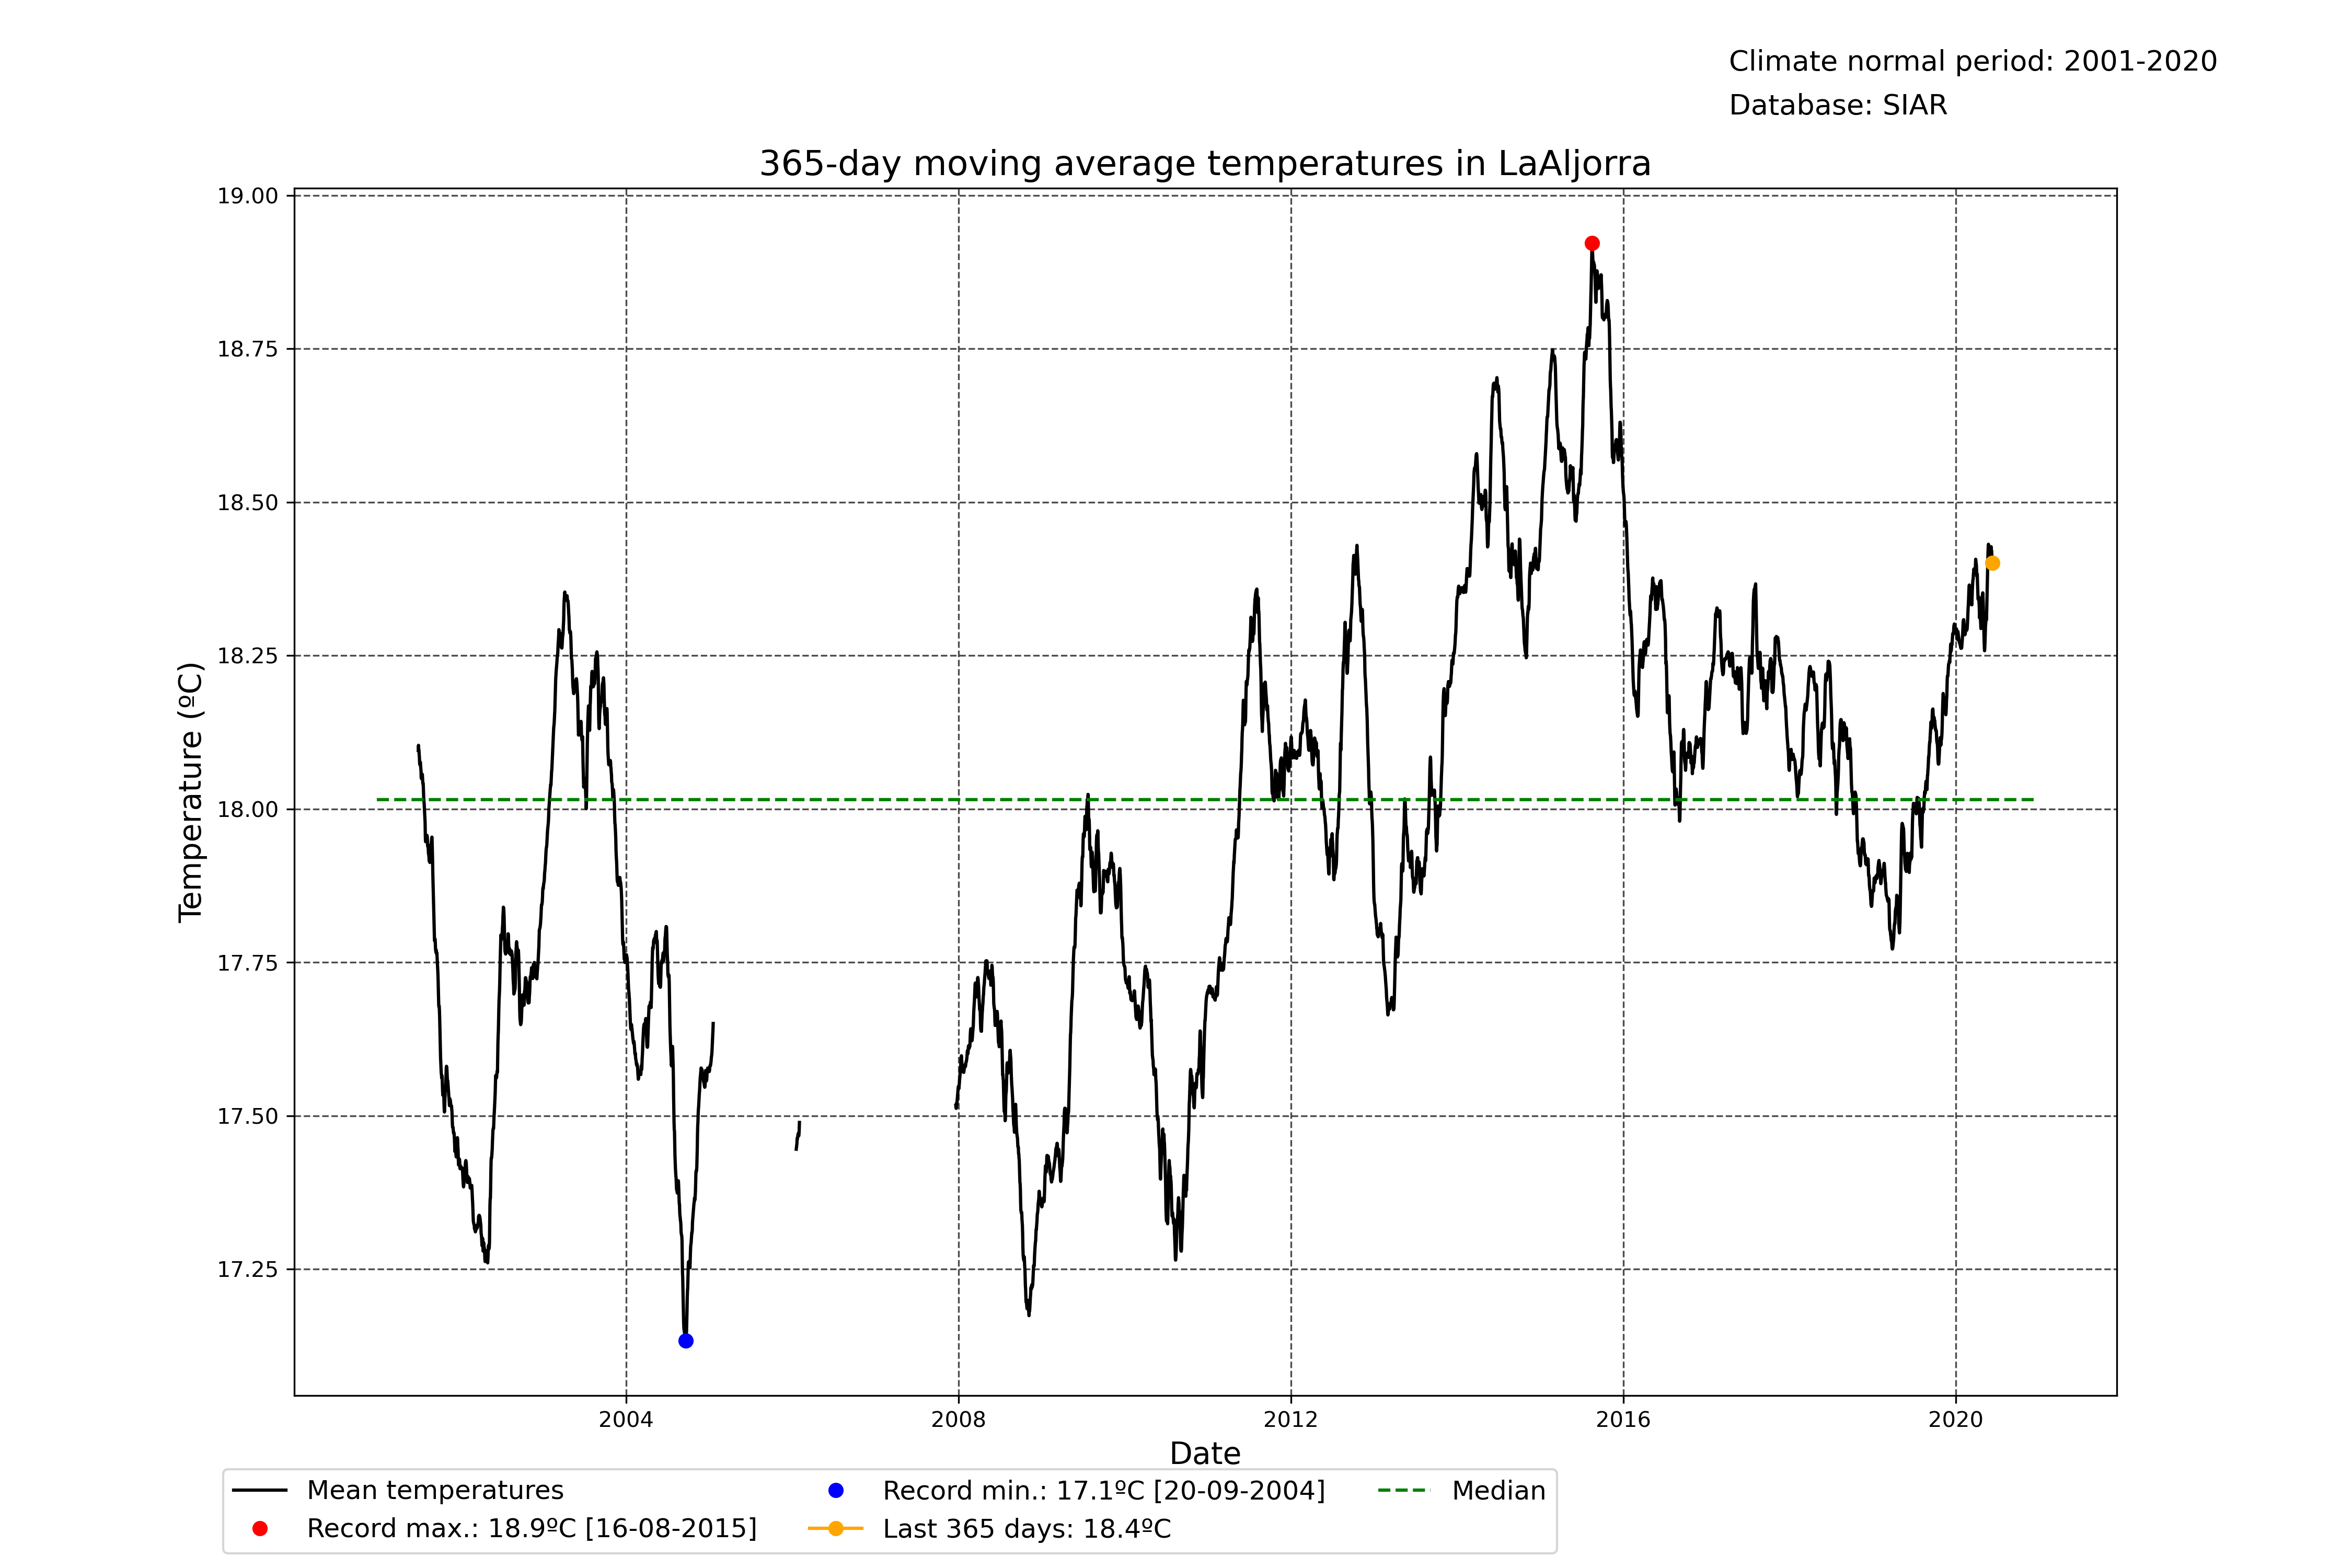 Climate normal period: 2001-2020
Database: SIAR
365-day moving average temperatures in LaAljorra
19.00
18.75
18.50
18.25
18.00
17.75
17.50
17.25
Temperature (ºC)
2004 2008 2012 2016 2020
Date
Mean temperatures
Record max.: 18.9ºC [16-08-2015]
Record min.: 17.1ºC [20-09-2004]
Last 365 days: 18.4ºC
Median